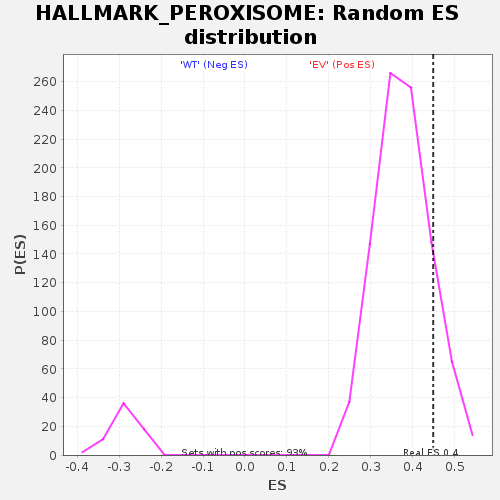 HALLMARK_PEROXISOME: Random ES
distribution
'WT' (Neg ES)
'EV' (Pos ES)
P(ES)
260
240
220
200
180
160
140
120
100
80
60
40
20
0
Sets with pos scores: 93%
Real ES 0.4
-0.4 -0.3 -0.2 -0.1 0.0 0.1 0.2 0.3 0.4 0.5
ES